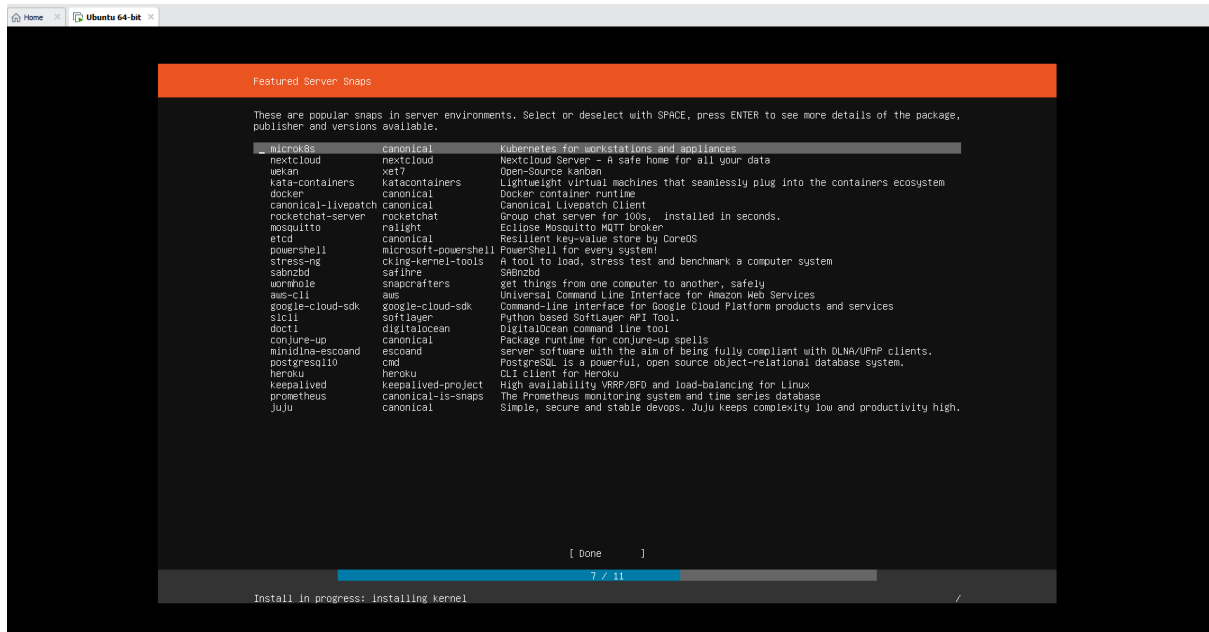 Home × Ubuntu 64-bit ×
Featured Server Snaps
These are popular snaps in server environments. Select or deselect with SPACE, press ENTER to see more details of the package,
publisher and versions available.
microk8s canonical Kubernetes for workstations and appliances
nextcloud nextcloud Nextcloud Server - A safe home for all your data
wekan xet7 Open-Source kanban
kata-containers katacontainers Lightweight virtual machines that seamlessly plug into the containers ecosystem
docker canonical Docker container runtime
canonical-livepatch canonical Canonical Livepatch Client
rocketchat-server rocketchat Group chat server for 100s, installed in seconds.
mosquitto ralight Eclipse Mosquitto MQTT broker
etcd canonical Resilient key-value store by CoreOS
powershell microsoft-powershell PowerShell for every system!
stress-ng cking-kernel-tools A tool to load, stress test and benchmark a computer system
sabnzbd safihre SABnzbd
wormhole snapcrafters get things from one computer to another, safely
aws-cli aws Universal Command Line Interface for Amazon Web Services
google-cloud-sdk google-cloud-sdk Command-line interface for Google Cloud Platform products and services
slcli softlayer Python based SoftLayer API Tool.
doctl digitalocean DigitalOcean command line tool
conjure-up canonical Package runtime for conjure-up spells
minidlna-escoand escoand server software with the aim of being fully compliant with DLNA/UPnP clients.
postgresql10 cmd PostgreSQL is a powerful, open source object-relational database system.
heroku heroku CLI client for Heroku
keepalived keepalived-project High availability VRRP/BFD and load-balancing for Linux
prometheus canonical-is-snaps The Prometheus monitoring system and time series database
juju canonical Simple, secure and stable devops. Juju keeps complexity low and productivity high.
[ Done ]
7 / 11
Install in progress: installing kernel /